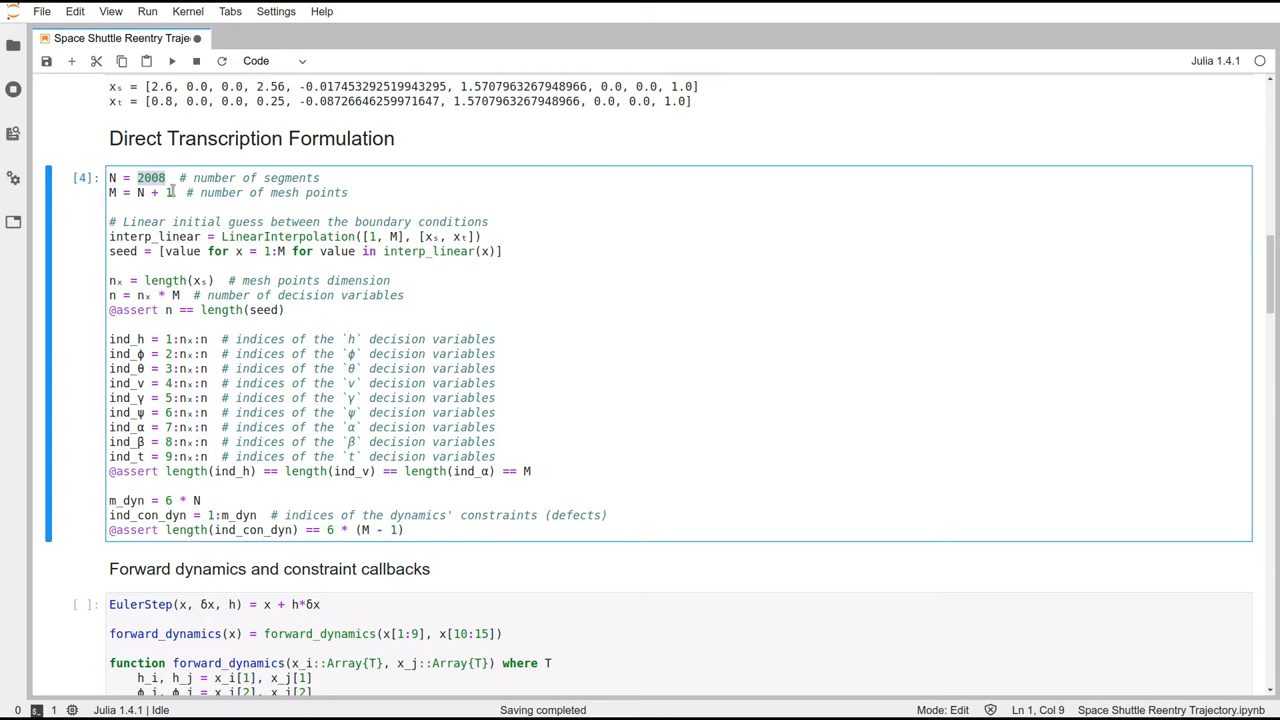 File Edit View Run Kernel Tabs Settings Help
Space Shuttle Reentry Traje
Code
Julia 1.4.1
xₛ = [2.6, 0.0, 0.0, 2.56, -0.017453292519943295, 1.5707963267948966, 0.0, 0.0, 1.0]
xₜ = [0.8, 0.0, 0.0, 0.25, -0.08726646259971647, 1.5707963267948966, 0.0, 0.0, 1.0]
Direct Transcription Formulation
[4]: N = 2008  # number of segments
M = N + 1  # number of mesh points
# Linear initial guess between the boundary conditions
interp_linear = LinearInterpolation([1, M], [xₛ, xₜ])
seed = [value for x = 1:M for value in interp_linear(x)]
nₓ = length(xₛ)  # mesh points dimension
n = nₓ * M  # number of decision variables
@assert n == length(seed)
ind_h = 1:nₓ:n  # indices of the `h` decision variables
ind_ϕ = 2:nₓ:n  # indices of the `ϕ` decision variables
ind_θ = 3:nₓ:n  # indices of the `θ` decision variables
ind_v = 4:nₓ:n  # indices of the `v` decision variables
ind_γ = 5:nₓ:n  # indices of the `γ` decision variables
ind_ψ = 6:nₓ:n  # indices of the `ψ` decision variables
ind_α = 7:nₓ:n  # indices of the `α` decision variables
ind_β = 8:nₓ:n  # indices of the `β` decision variables
ind_t = 9:nₓ:n  # indices of the `t` decision variables
@assert length(ind_h) == length(ind_v) == length(ind_α) == M
m_dyn = 6 * N
ind_con_dyn = 1:m_dyn  # indices of the dynamics' constraints (defects)
@assert length(ind_con_dyn) == 6 * (M - 1)
Forward dynamics and constraint callbacks
[ ]: EulerStep(x, δx, h) = x + h*δx
forward_dynamics(x) = forward_dynamics(x[1:9], x[10:15])
function forward_dynamics(x_i::Array{T}, x_j::Array{T}) where T
h_i, h_j = x_i[1], x_j[1]
ϕ_i, ϕ_j = x_i[2], x_j[2]
0 1 Julia 1.4.1 | Idle Saving completed Mode: Edit Ln 1, Col 9 Space Shuttle Reentry Trajectory.ipynb